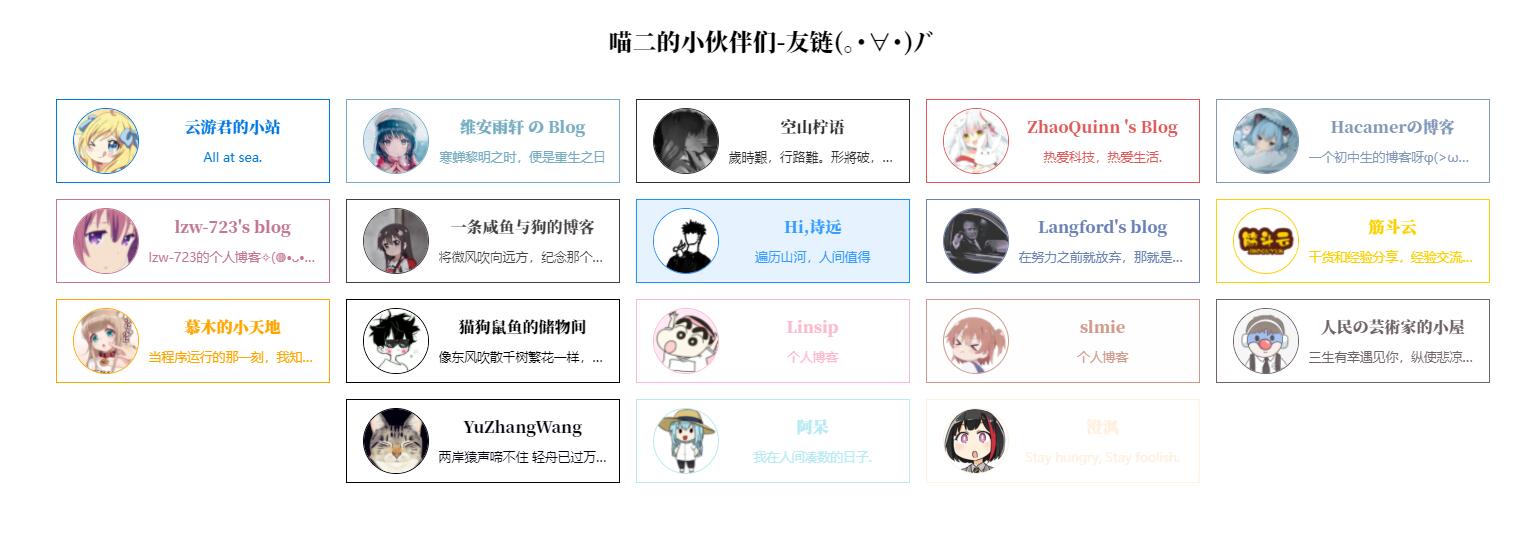 喵二的小伙伴们-友链(｡･∀･)ﾉﾞ
云游君的小站
All at sea.
维安雨轩 の Blog
寒蝉黎明之时，便是重生之日
空山柠语
歲時艱，行路難。形將破，...
ZhaoQuinn 's Blog
热爱科技，热爱生活.
Hacamerの博客
一个初中生的博客呀φ(>ω...
lzw-723's blog
lzw-723的个人博客✧(◍•ᴗ•...
一条咸鱼与狗的博客
将微风吹向远方，纪念那个...
Hi,诗远
遍历山河，人间值得
Langford's blog
在努力之前就放弃，那就是...
筋斗云
筋斗云
干货和经验分享，经验交流...
慕木的小天地
当程序运行的那一刻，我知...
猫狗鼠鱼的储物间
像东风吹散千树繁花一样，...
Linsip
个人博客
slmie
个人博客
人民の芸術家的小屋
三生有幸遇见你，纵使悲凉...
YuZhangWang
两岸猿声啼不住 轻舟已过万...
阿呆
我在人间凑数的日子.
澄沨
Stay hungry, Stay foolish.